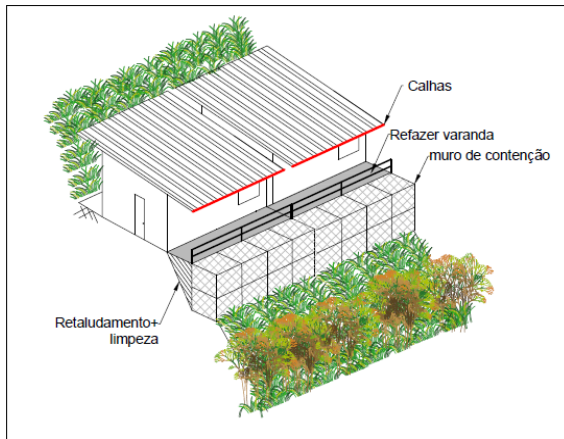 Calhas
Refazer varanda
muro de contenção
Retaludamento+
limpeza